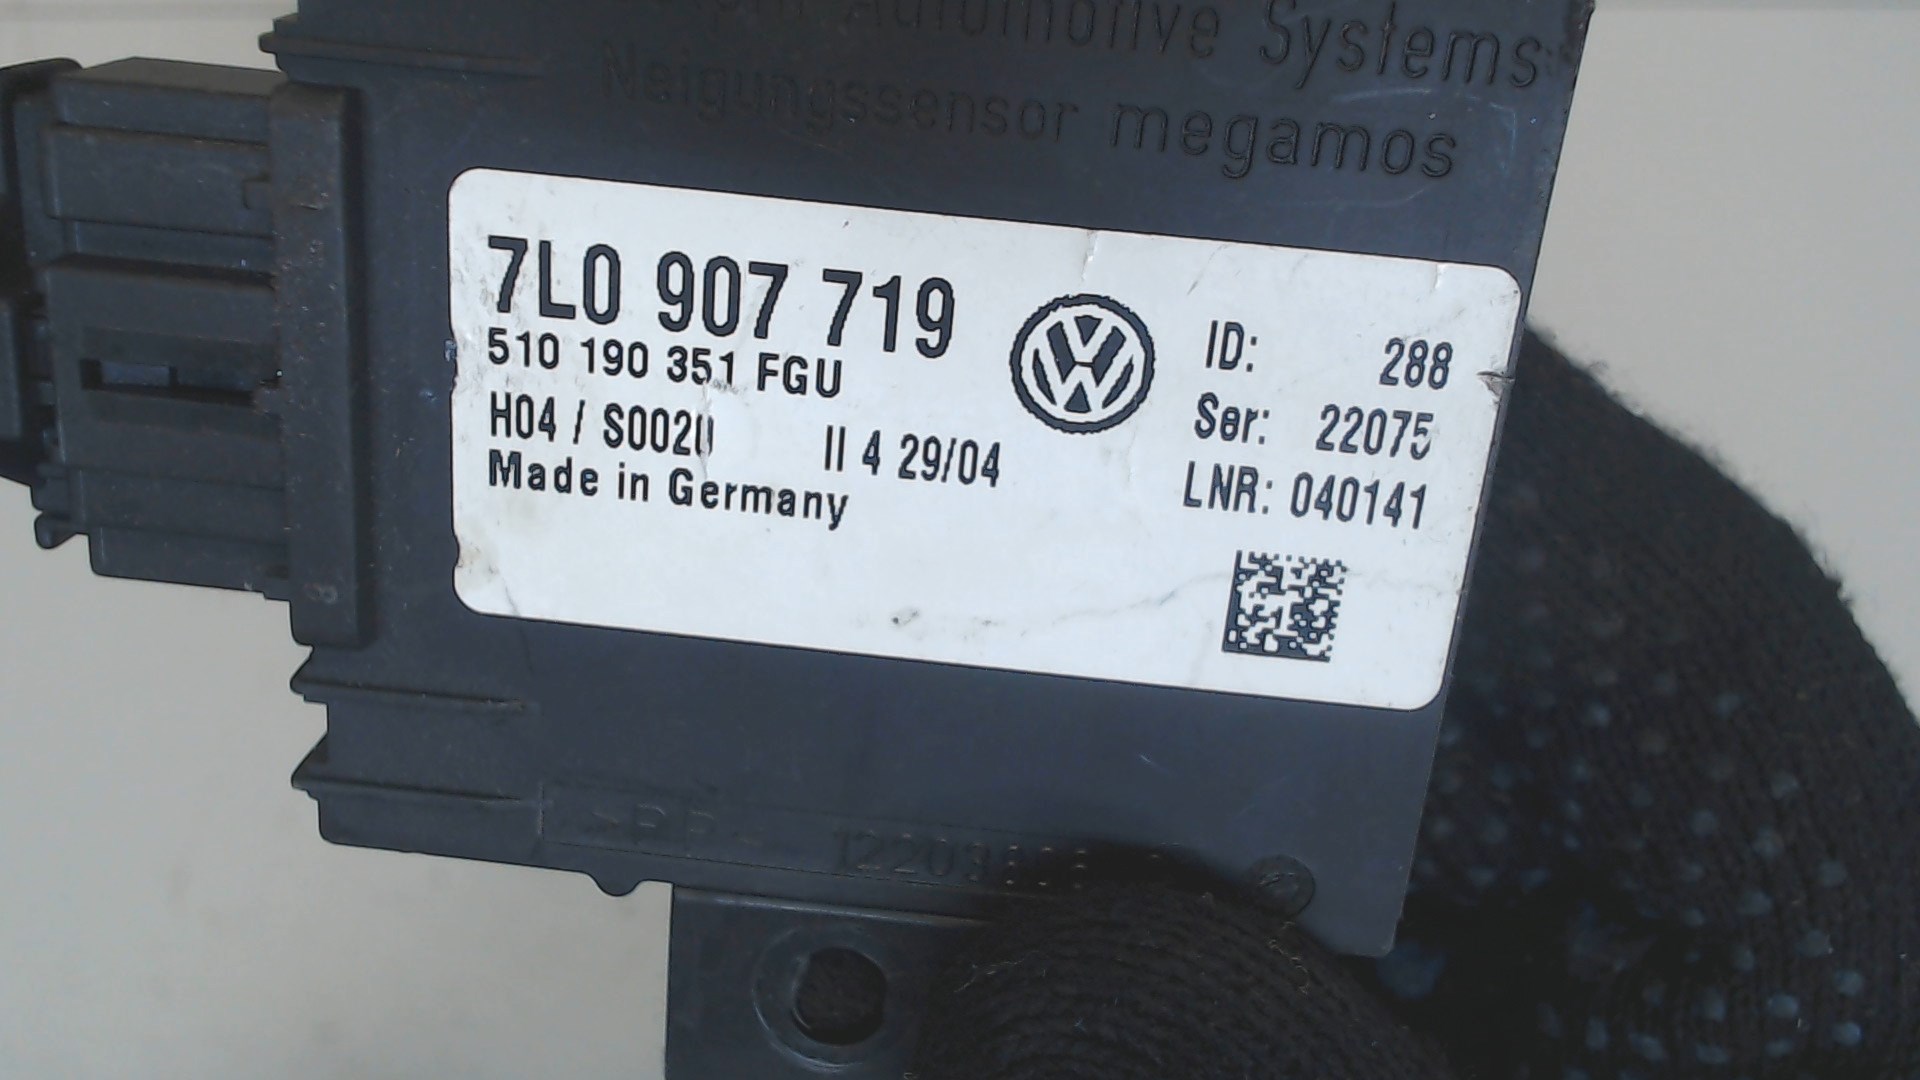 Automotive Systems
Neigungssensor megamos
7L0 907 719
510 190 351 FGU
H04 / S0020 II 4 29/04
Made in Germany
ID: 288
Ser: 22075
LNR: 040141
>PP<